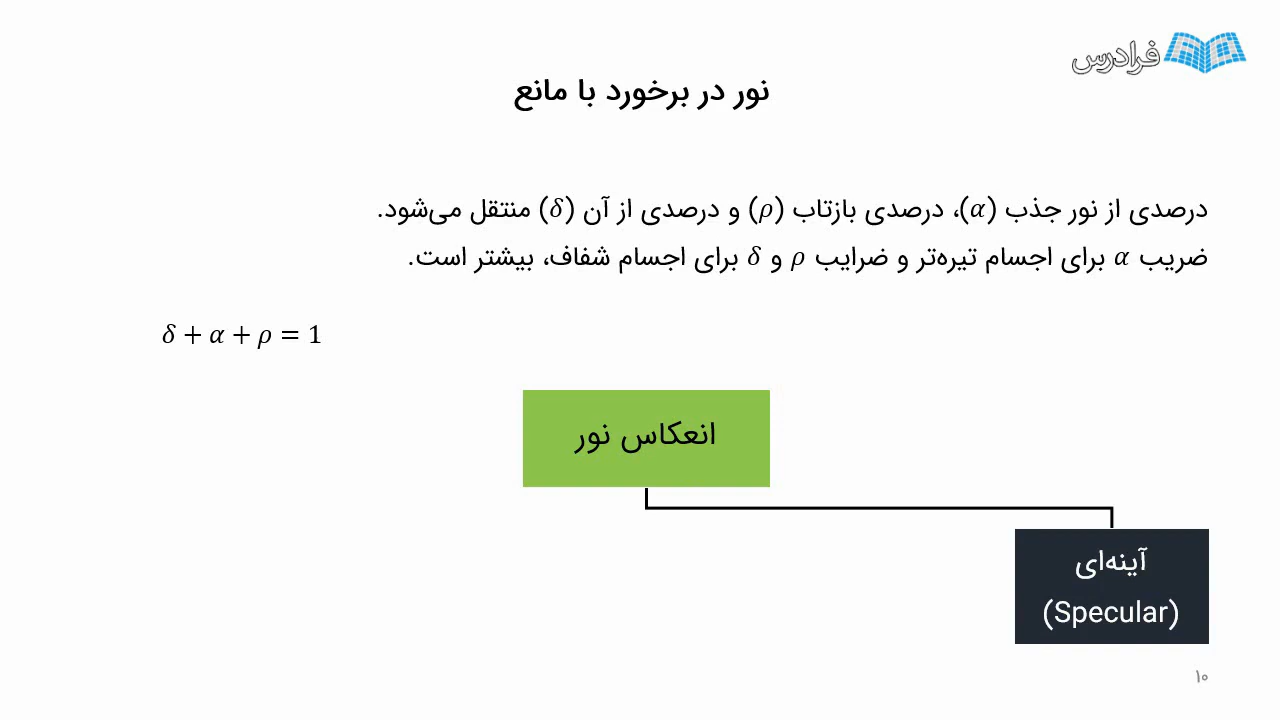 فرادرس
نور در برخورد با مانع
درصدی از نور جذب (α)، درصدی بازتاب (ρ) و درصدی از آن (δ) منتقل می‌شود.
ضریب α برای اجسام تیره‌تر و ضرایب ρ و δ برای اجسام شفاف، بیشتر است.
δ + α + ρ = 1
انعکاس نور
آینه‌ای
(Specular)
۱۰